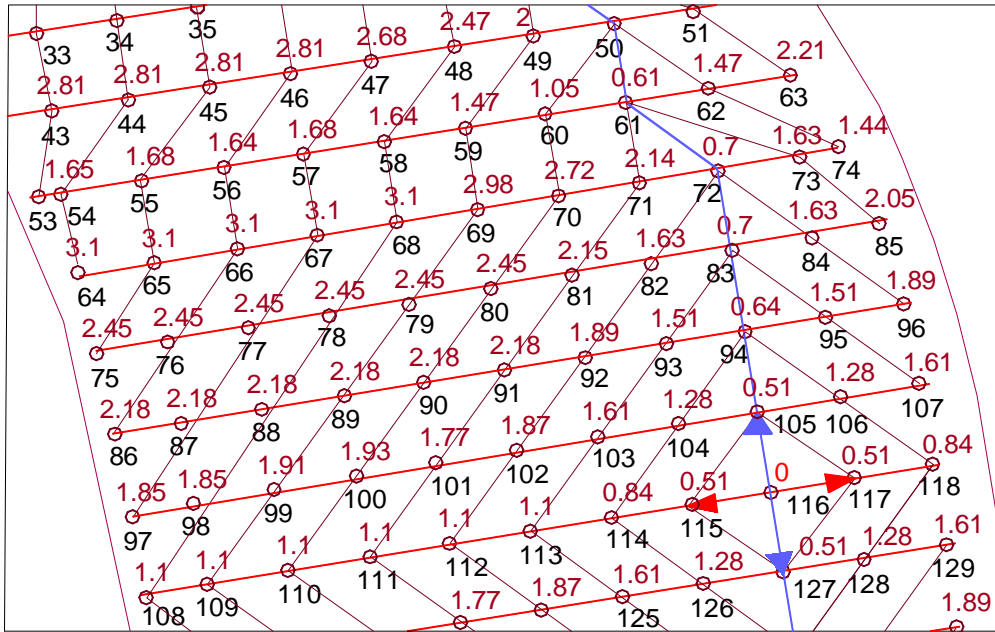 33 34 35 51
2.81 2.81 2.81 2.81 2.68 2.47 2 50
43 44 45 46 47 48 49 0.61 1.47 2.21
1.65 1.68 1.64 1.68 1.64 1.47 1.05 61 62 63
53 54 55 56 57 58 59 60 0.7 1.63 1.44
3.1 3.1 3.1 3.1 3.1 2.98 2.72 2.14 72 73 74
64 65 66 67 68 69 70 71 0.7 1.63 2.05
2.45 2.45 2.45 2.45 2.45 2.45 2.15 1.63 83 84 85
75 76 77 78 79 80 81 82 0.64 1.51 1.89
2.18 2.18 2.18 2.18 2.18 2.18 1.89 1.51 94 95 96
86 87 88 89 90 91 92 93 0.51 1.28 1.61
1.85 1.85 1.91 1.93 1.77 1.87 1.61 1.28 105 106 107
97 98 99 100 101 102 103 104 0.51 0 0.51 0.84
1.1 1.1 1.1 1.1 1.1 1.1 0.84 115 116 117 118
108 109 110 111 112 113 114 1.28 0.51 1.28 1.61
1.77 1.87 1.61 126 127 128 129
125 1.89